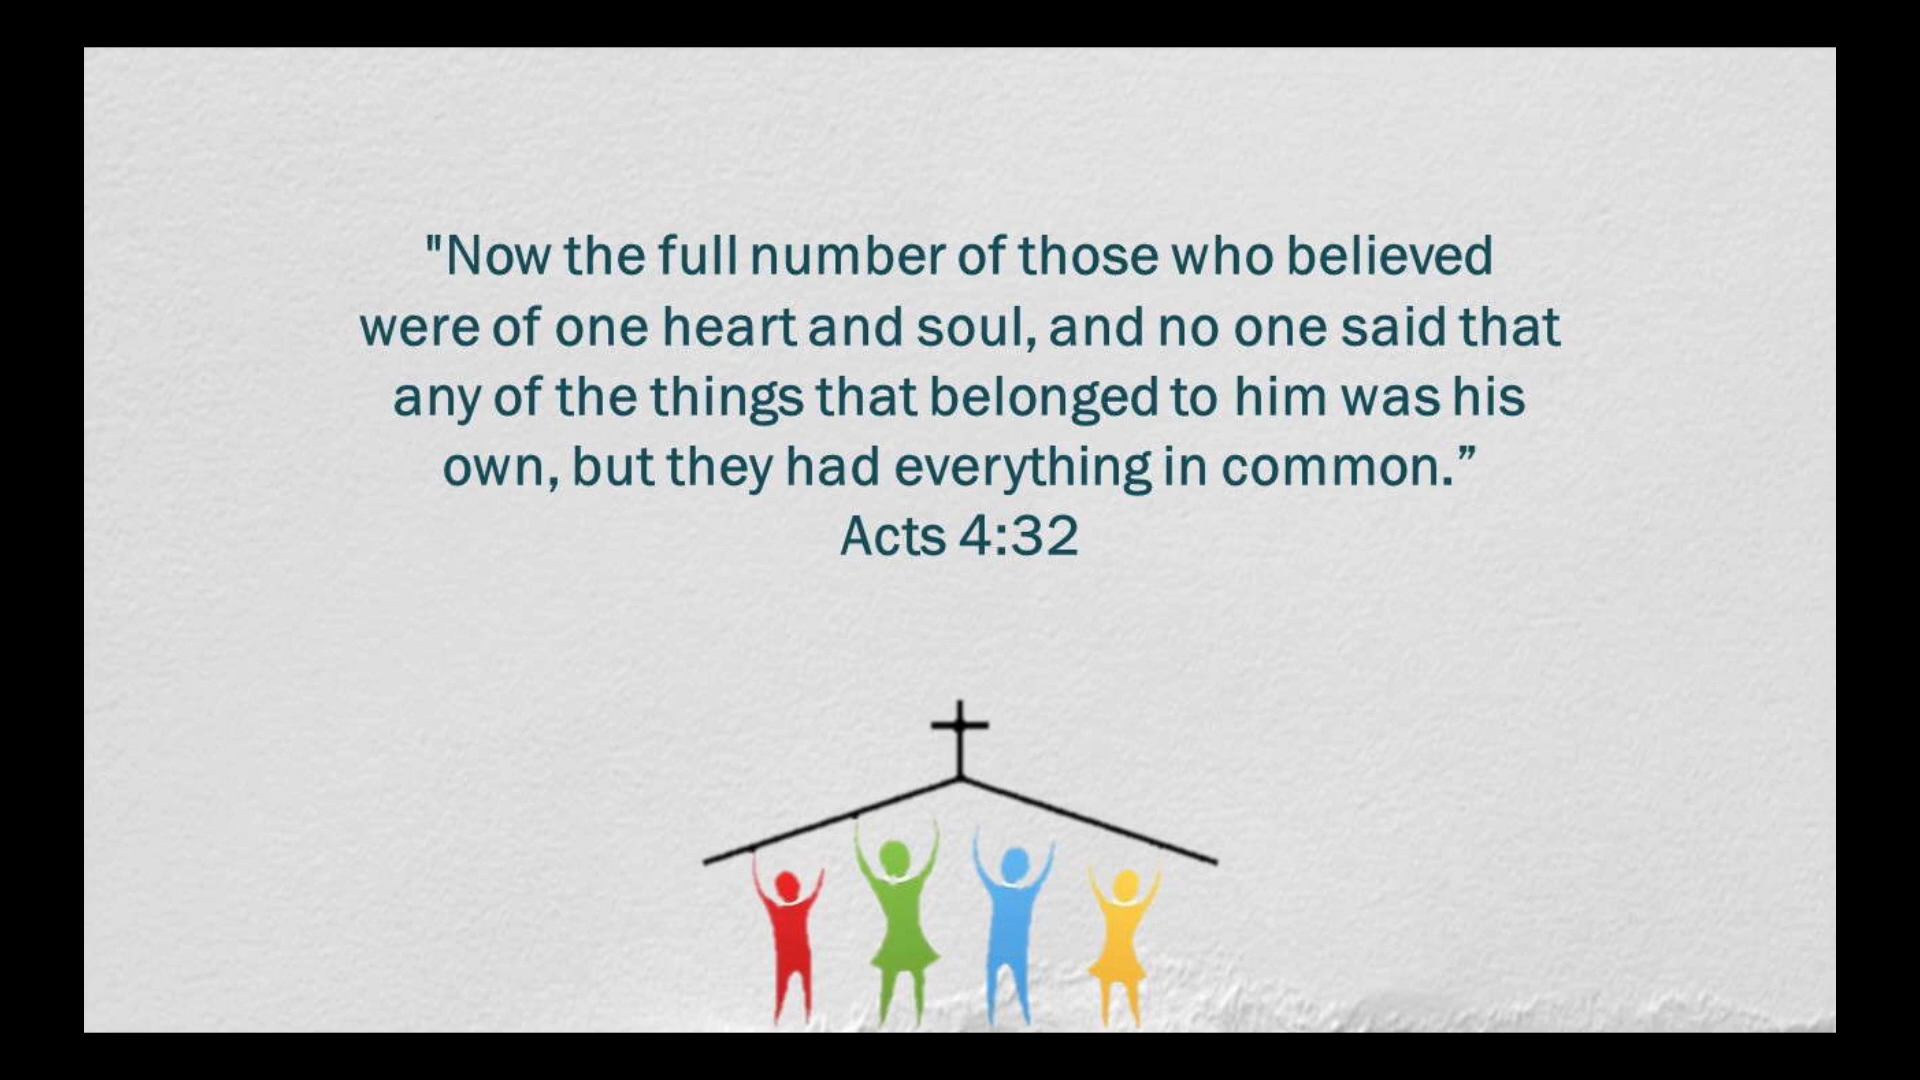 "Now the full number of those who believed
were of one heart and soul, and no one said that
any of the things that belonged to him was his
own, but they had everything in common.”
Acts 4:32